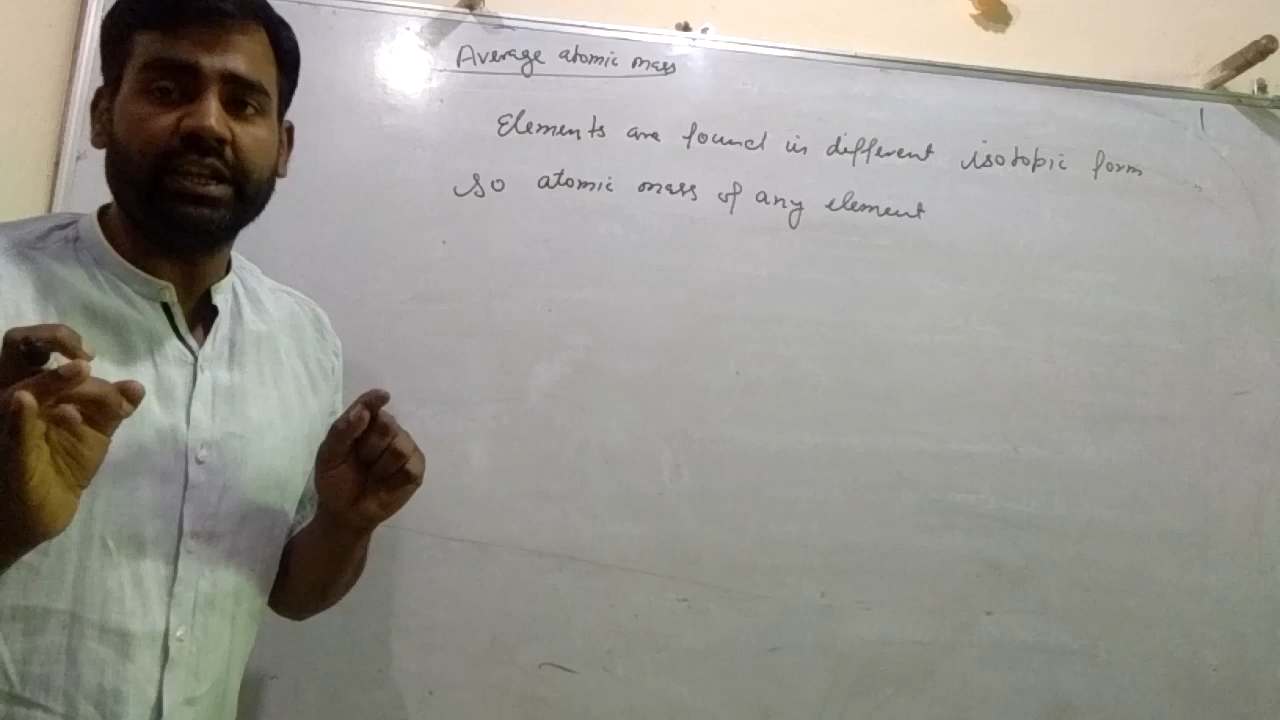 Average atomic mass
Elements are found in different isotopic form
so atomic mass of any element